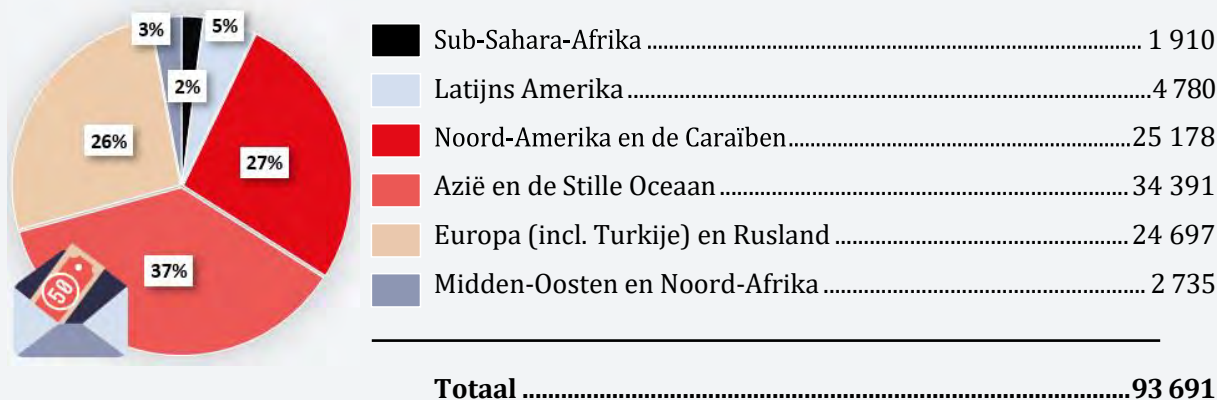 3%
5%
2%
26%
27%
37%
50
Sub-Sahara-Afrika ........................ 1 910
Latijns Amerika ........................ 4 780
Noord-Amerika en de Caraïben ........................ 25 178
Azië en de Stille Oceaan ........................ 34 391
Europa (incl. Turkije) en Rusland ........................ 24 697
Midden-Oosten en Noord-Afrika ........................ 2 735
Totaal ........................ 93 691